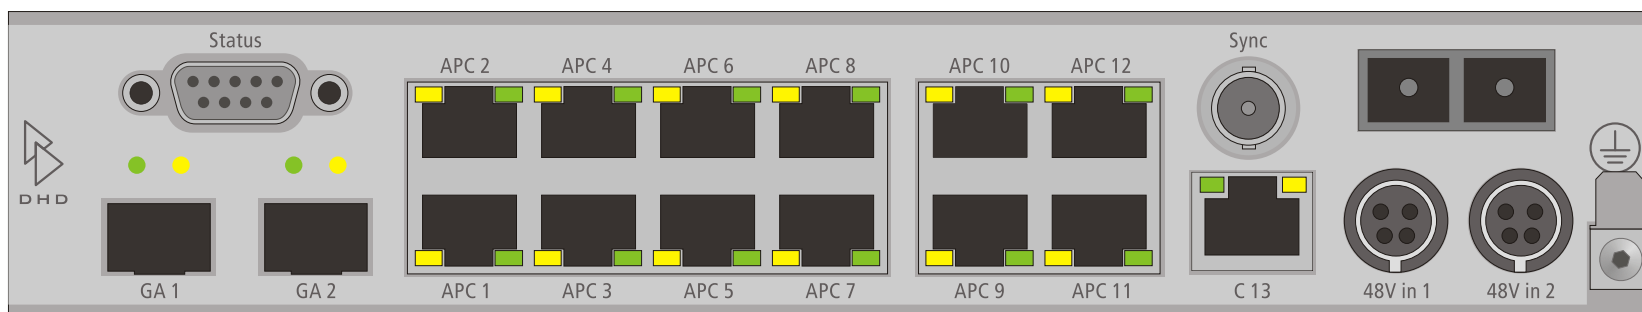 Status
Sync
APC 2 APC 4 APC 6 APC 8 APC 10 APC 12
DHD
GA 1 GA 2 APC 1 APC 3 APC 5 APC 7 APC 9 APC 11 C 13 48V in 1 48V in 2